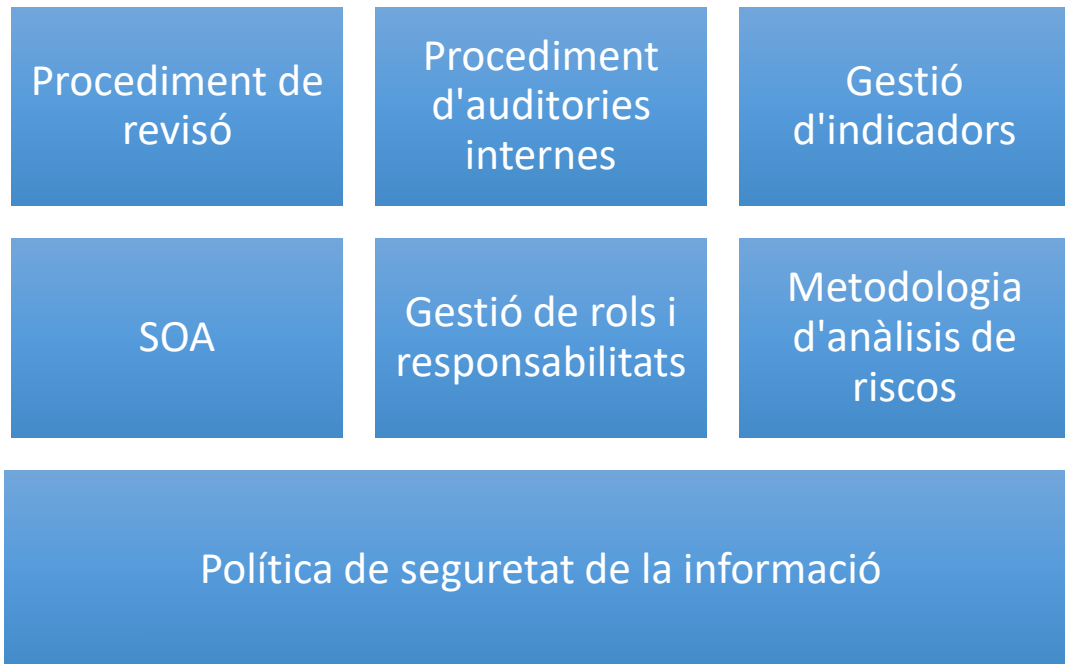 Procediment de
revisó
Procediment
d'auditories
internes
Gestió
d'indicadors
SOA
Gestió de rols i
responsabilitats
Metodologia
d'anàlisis de
riscos
Política de seguretat de la informació